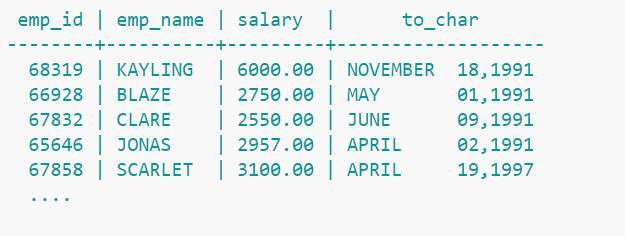 emp_id | emp_name | salary  |      to_char
--------+----------+---------+-------------------
  68319 | KAYLING  | 6000.00 | NOVEMBER  18,1991
  66928 | BLAZE    | 2750.00 | MAY       01,1991
  67832 | CLARE    | 2550.00 | JUNE      09,1991
  65646 | JONAS    | 2957.00 | APRIL     02,1991
  67858 | SCARLET  | 3100.00 | APRIL     19,1997
  ....